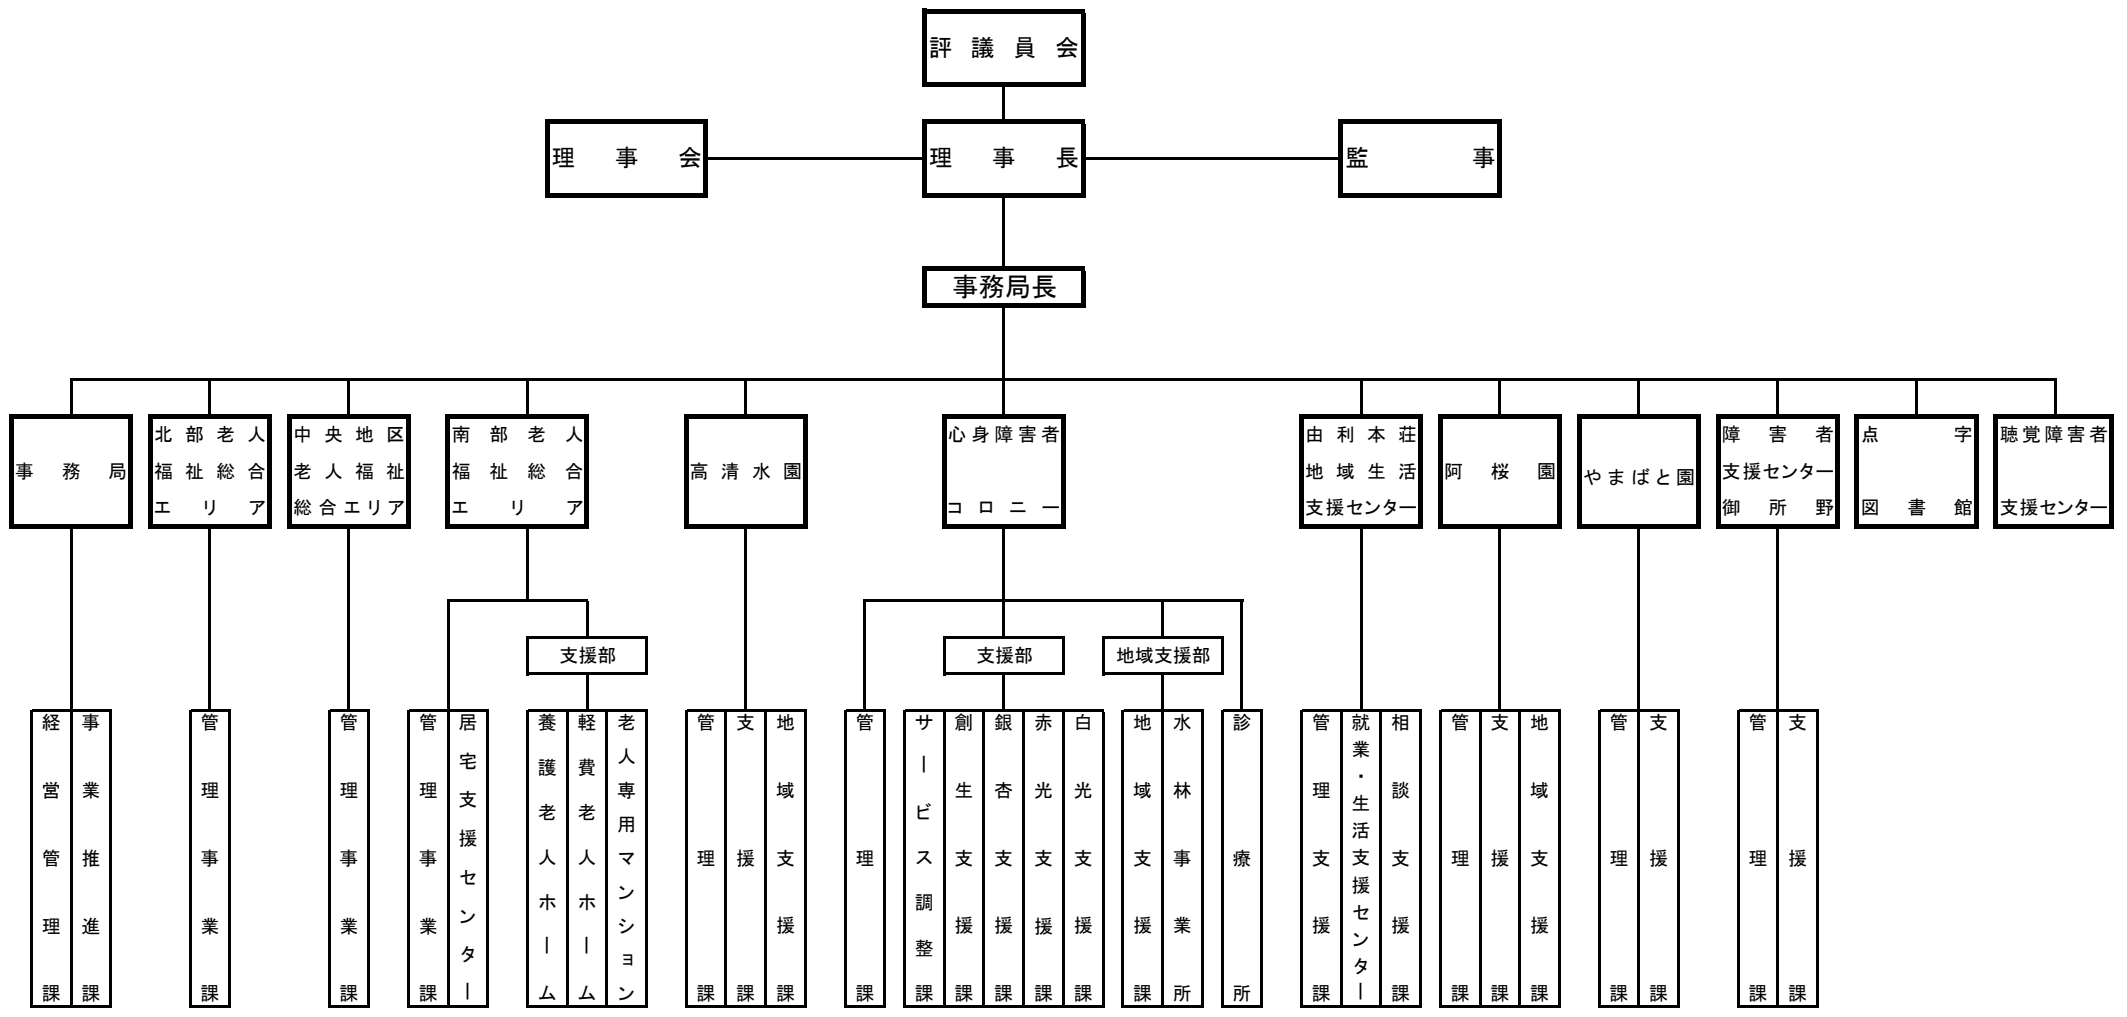 評議員会
理事会
理事長
監事
事務局長
事務局
北部老人
福祉総合
エリア
中央地区
老人福祉
総合エリア
南部老人
福祉総合
エリア
高清水園
心身障害者
コロニー
由利本荘
地域生活
支援センター
阿桜園
やまばと園
障害者
支援センター
御所野
点字
図書館
聴覚障害者
支援センター
支援部
支援部
地域支援部
経営管理課
事業推進課
管理事業課
管理事業課
管理事業課
居宅支援センター
養護老人ホーム
軽費老人ホーム
老人専用マンション
管理課
支援課
地域支援課
管理課
サービス調整課
創生支援課
銀杏支援課
赤光支援課
白光支援課
地域支援課
水林事業所
診療所
管理支援課
就業・生活支援センター
相談支援課
管理課
支援課
地域支援課
管理課
支援課
管理課
支援課